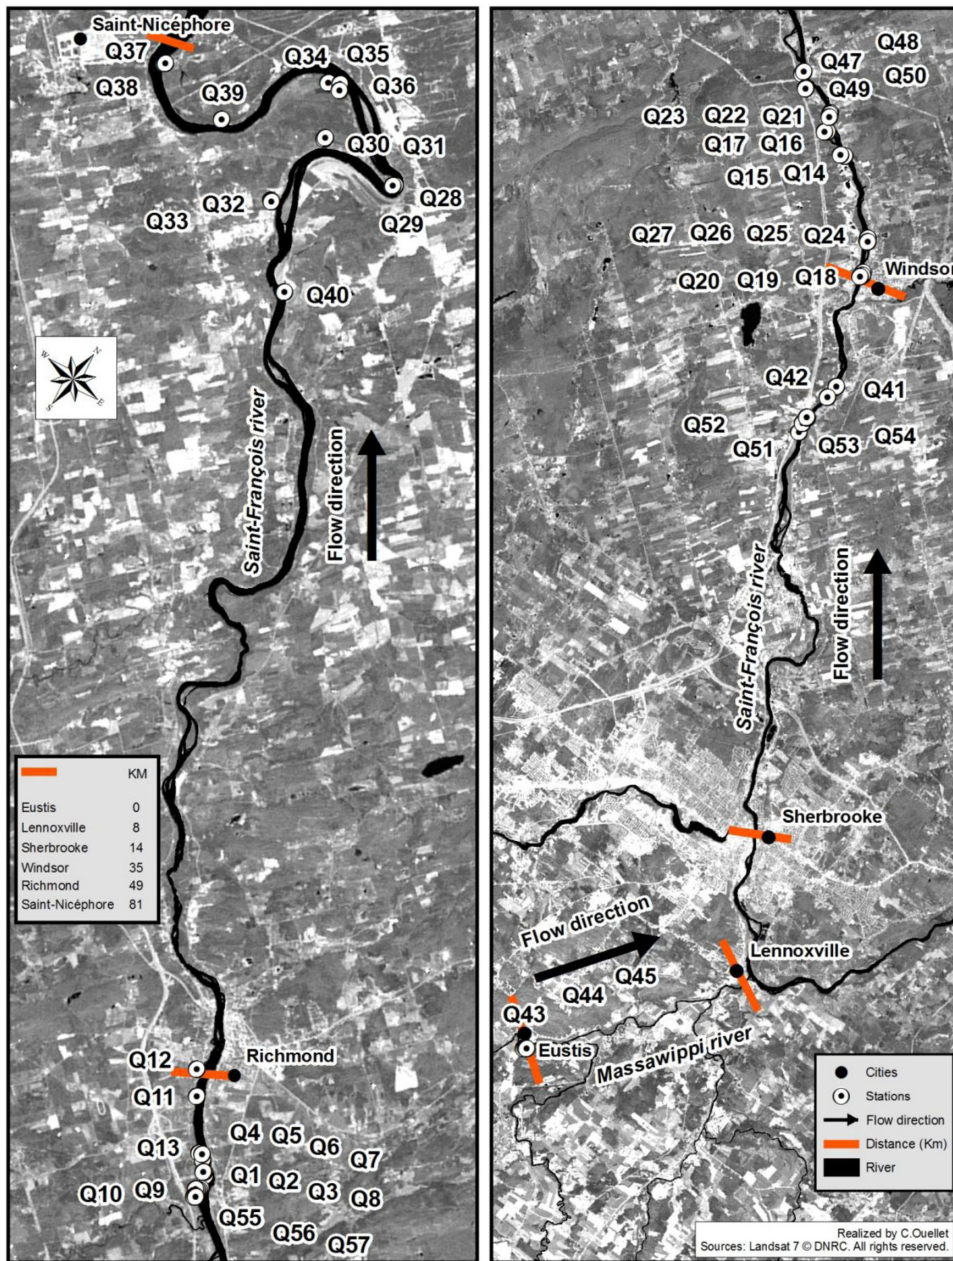 Saint-Nicéphore
Q37
Q38
Q39
Q34
Q35
Q36
Q30
Q31
Q28
Q29
Q32
Q33
Q40
W
N
S
E
Saint-François river
Flow direction
KM
Eustis 0
Lennoxville 8
Sherbrooke 14
Windsor 35
Richmond 49
Saint-Nicéphore 81
Q12
Richmond
Q11
Q13
Q4
Q5
Q6
Q7
Q10
Q9
Q1
Q2
Q3
Q8
Q55
Q56
Q57
Q48
Q47
Q50
Q49
Q23
Q22
Q21
Q17
Q16
Q15
Q14
Q27
Q26
Q25
Q24
Q20
Q19
Q18
Windsor
Q42
Q41
Q52
Q51
Q53
Q54
Saint-François river
Flow direction
Sherbrooke
Flow direction
Lennoxville
Q45
Q44
Q43
Eustis
Massawippi river
Cities
Stations
Flow direction
Distance (Km)
River
Realized by C.Ouellet
Sources: Landsat 7 © DNRC. All rights reserved.